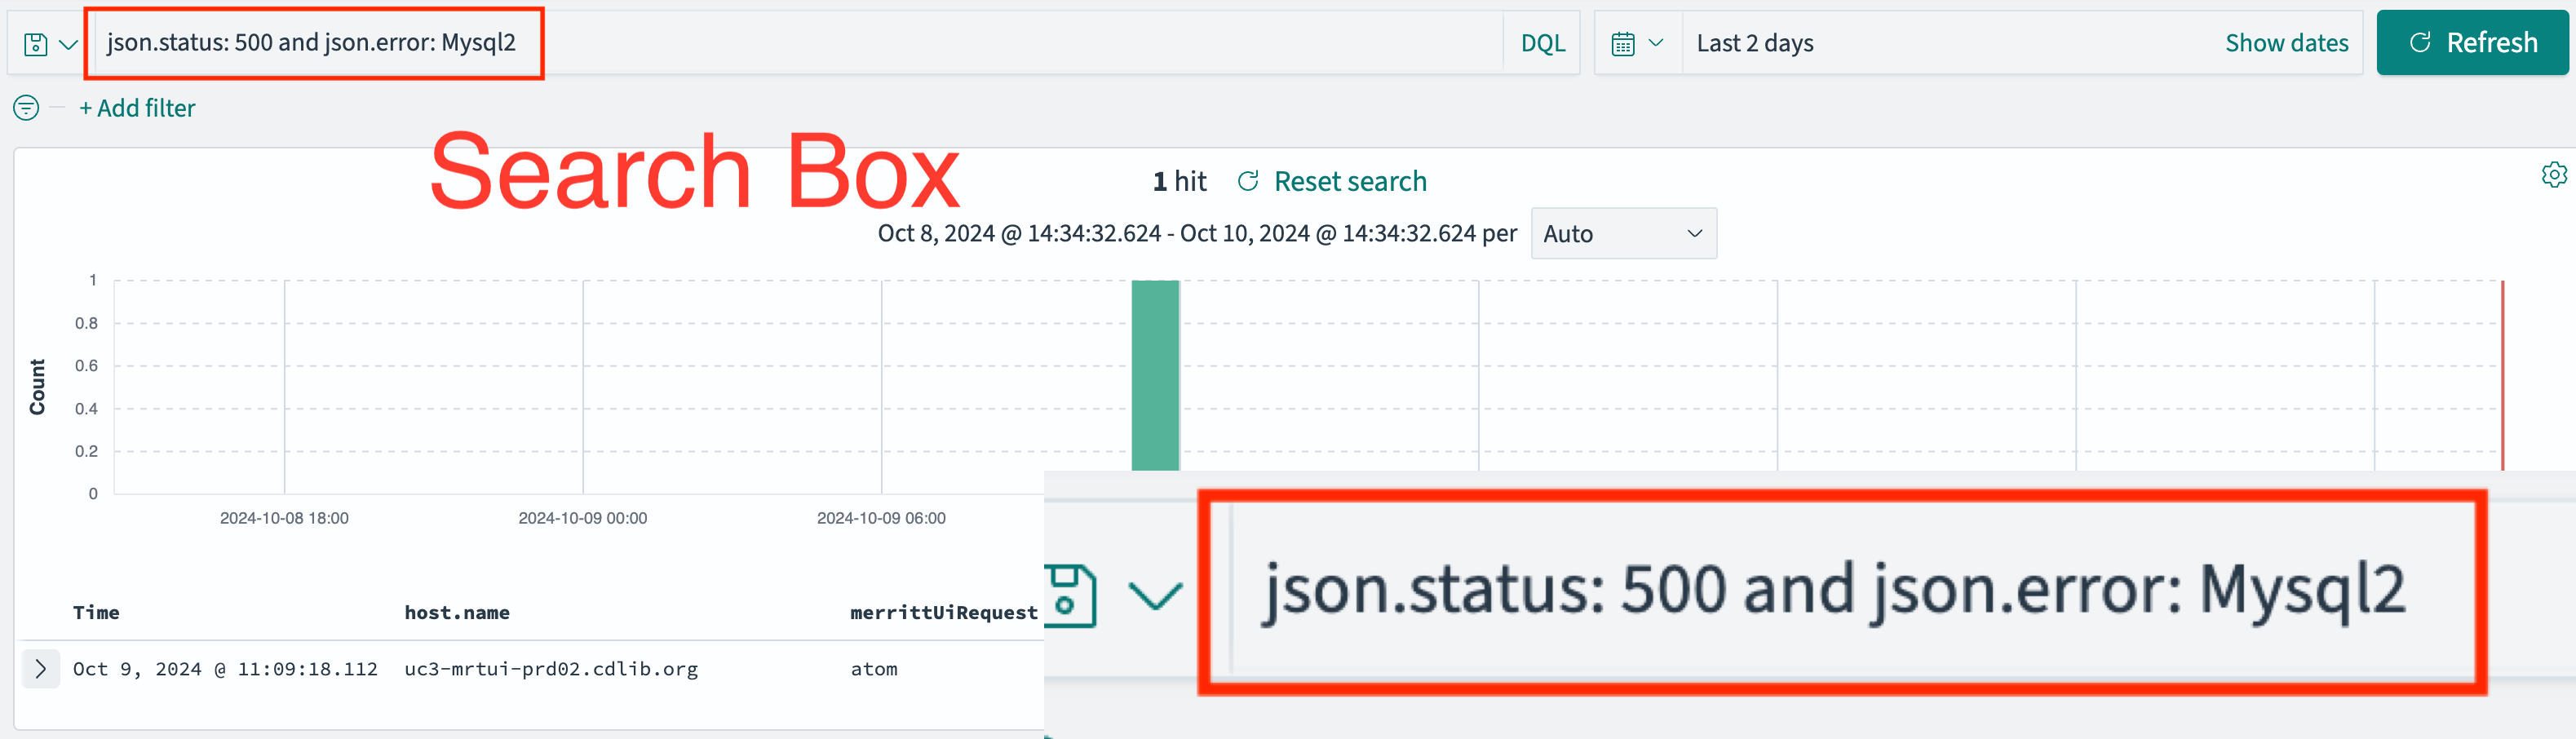 json.status: 500 and json.error: Mysql2
DQL
Last 2 days
Show dates
Refresh
+ Add filter
Search Box
1 hit
Reset search
Oct 8, 2024 @ 14:34:32.624 - Oct 10, 2024 @ 14:34:32.624 per
Auto
Count
1
0.8
0.6
0.4
0.2
0
2024-10-08 18:00
2024-10-09 00:00
2024-10-09 06:00
Time host.name merrittUiRequest
Oct 9, 2024 @ 11:09:18.112 uc3-mrtui-prd02.cdlib.org atom
json.status: 500 and json.error: Mysql2